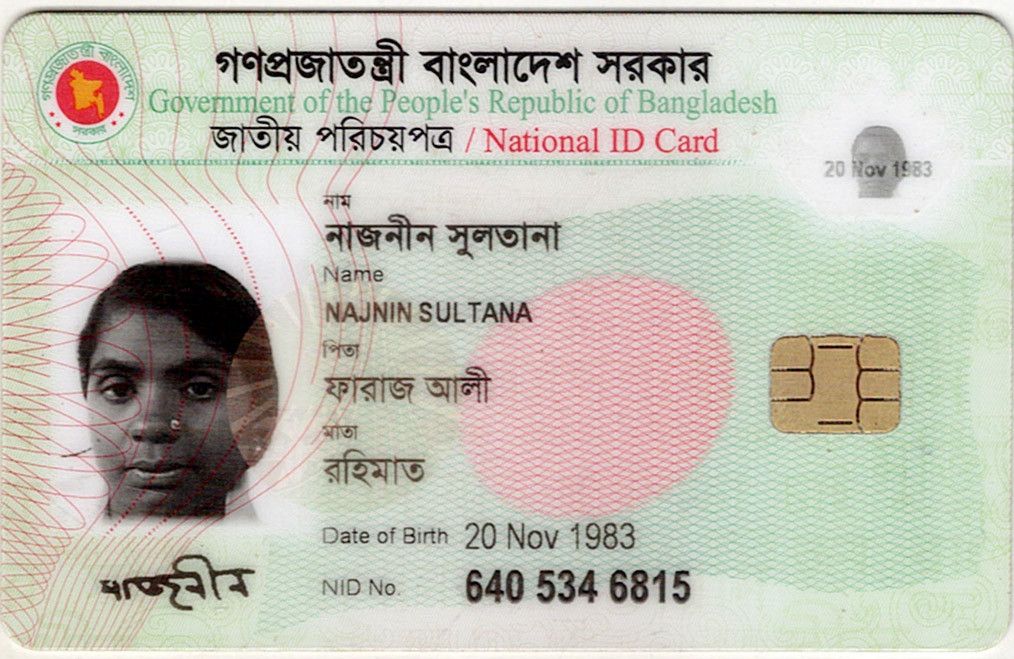 গণপ্রজাতন্ত্রী বাংলাদেশ সরকার
Government of the People's Republic of Bangladesh
জাতীয় পরিচয়পত্র / National ID Card
গণপ্রজাতন্ত্রী বাংলাদেশ
সরকার
20 Nov 1983
নাম
নাজনীন সুলতানা
Name
NAJNIN SULTANA
পিতা
ফারাজ আলী
মাতা
রহিমাত
Date of Birth 20 Nov 1983
NID No. 640 534 6815
নাজনীন